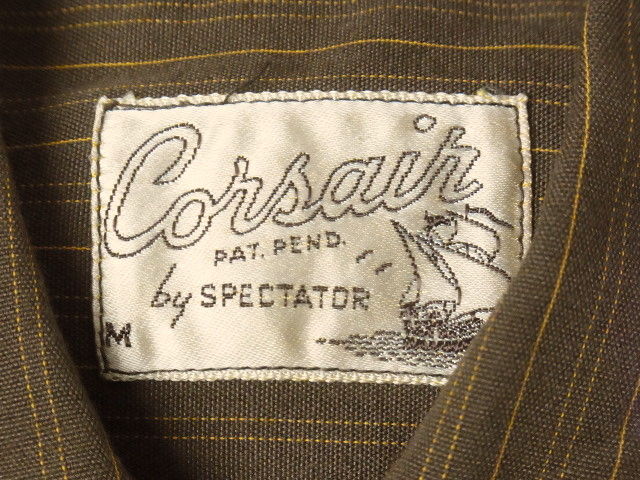 Corsair
PAT. PEND.
by SPECTATOR
M